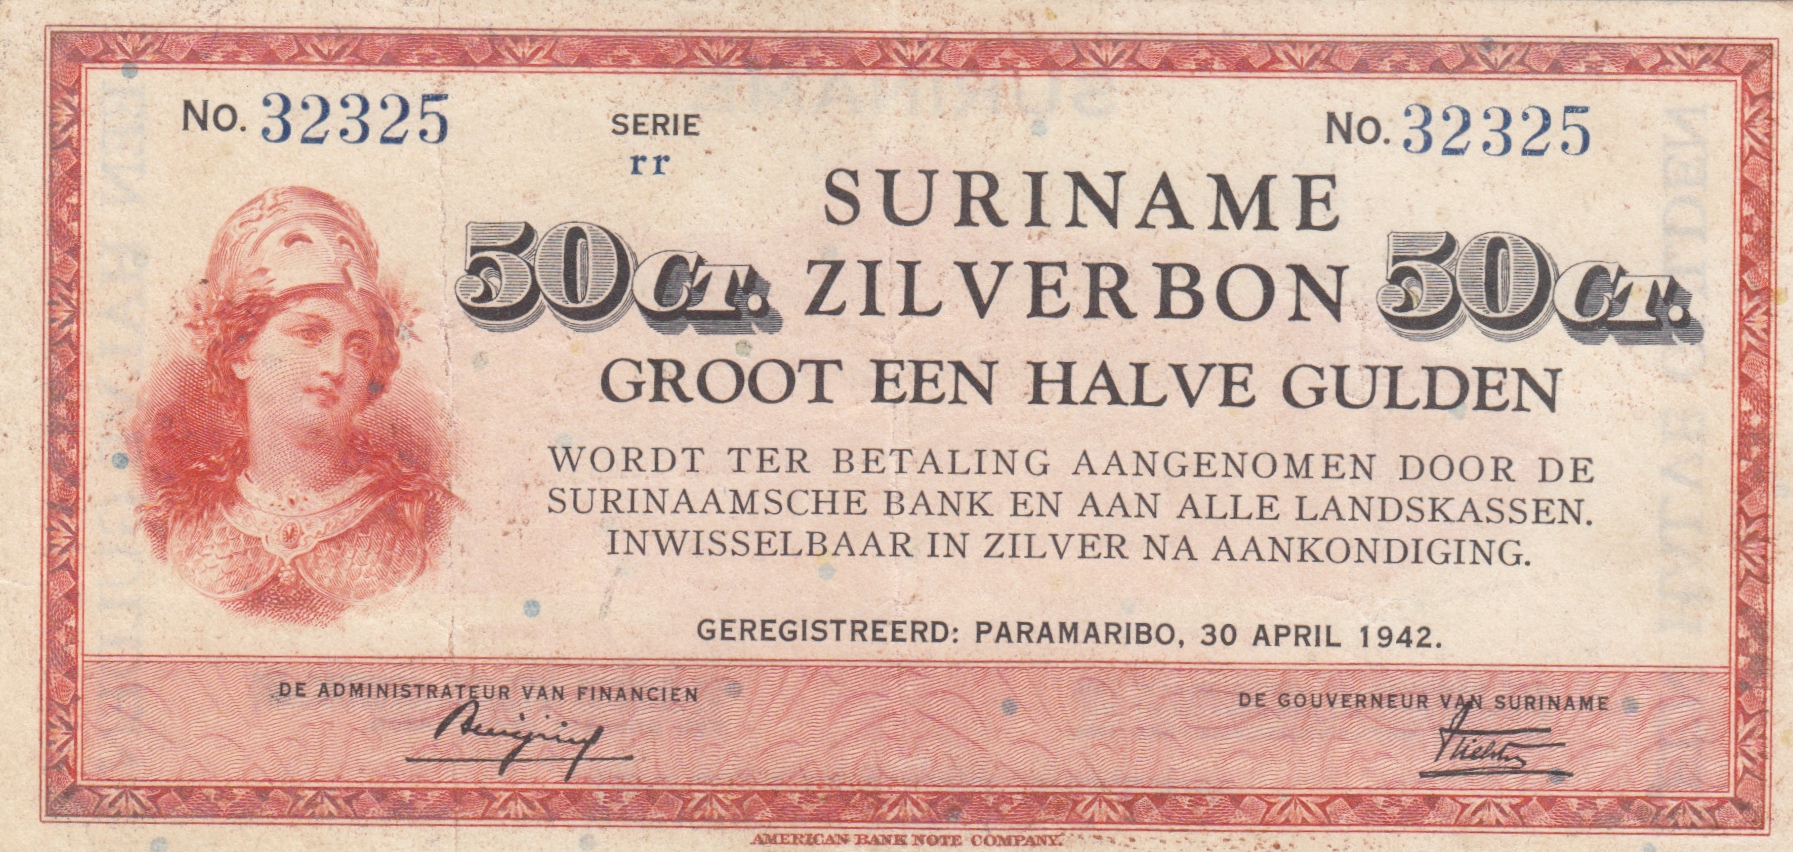 No. 32325
SERIE
rr
No. 32325
SURINAME
50 CT. ZILVERBON 50 CT.
GROOT EEN HALVE GULDEN
WORDT TER BETALING AANGENOMEN DOOR DE
SURINAAMSCHE BANK EN AAN ALLE LANDSKASSEN.
INWISSELBAAR IN ZILVER NA AANKONDIGING.
GEREGISTREERD: PARAMARIBO, 30 APRIL 1942.
DE ADMINISTRATEUR VAN FINANCIEN
DE GOUVERNEUR VAN SURINAME
AMERICAN BANK NOTE COMPANY.